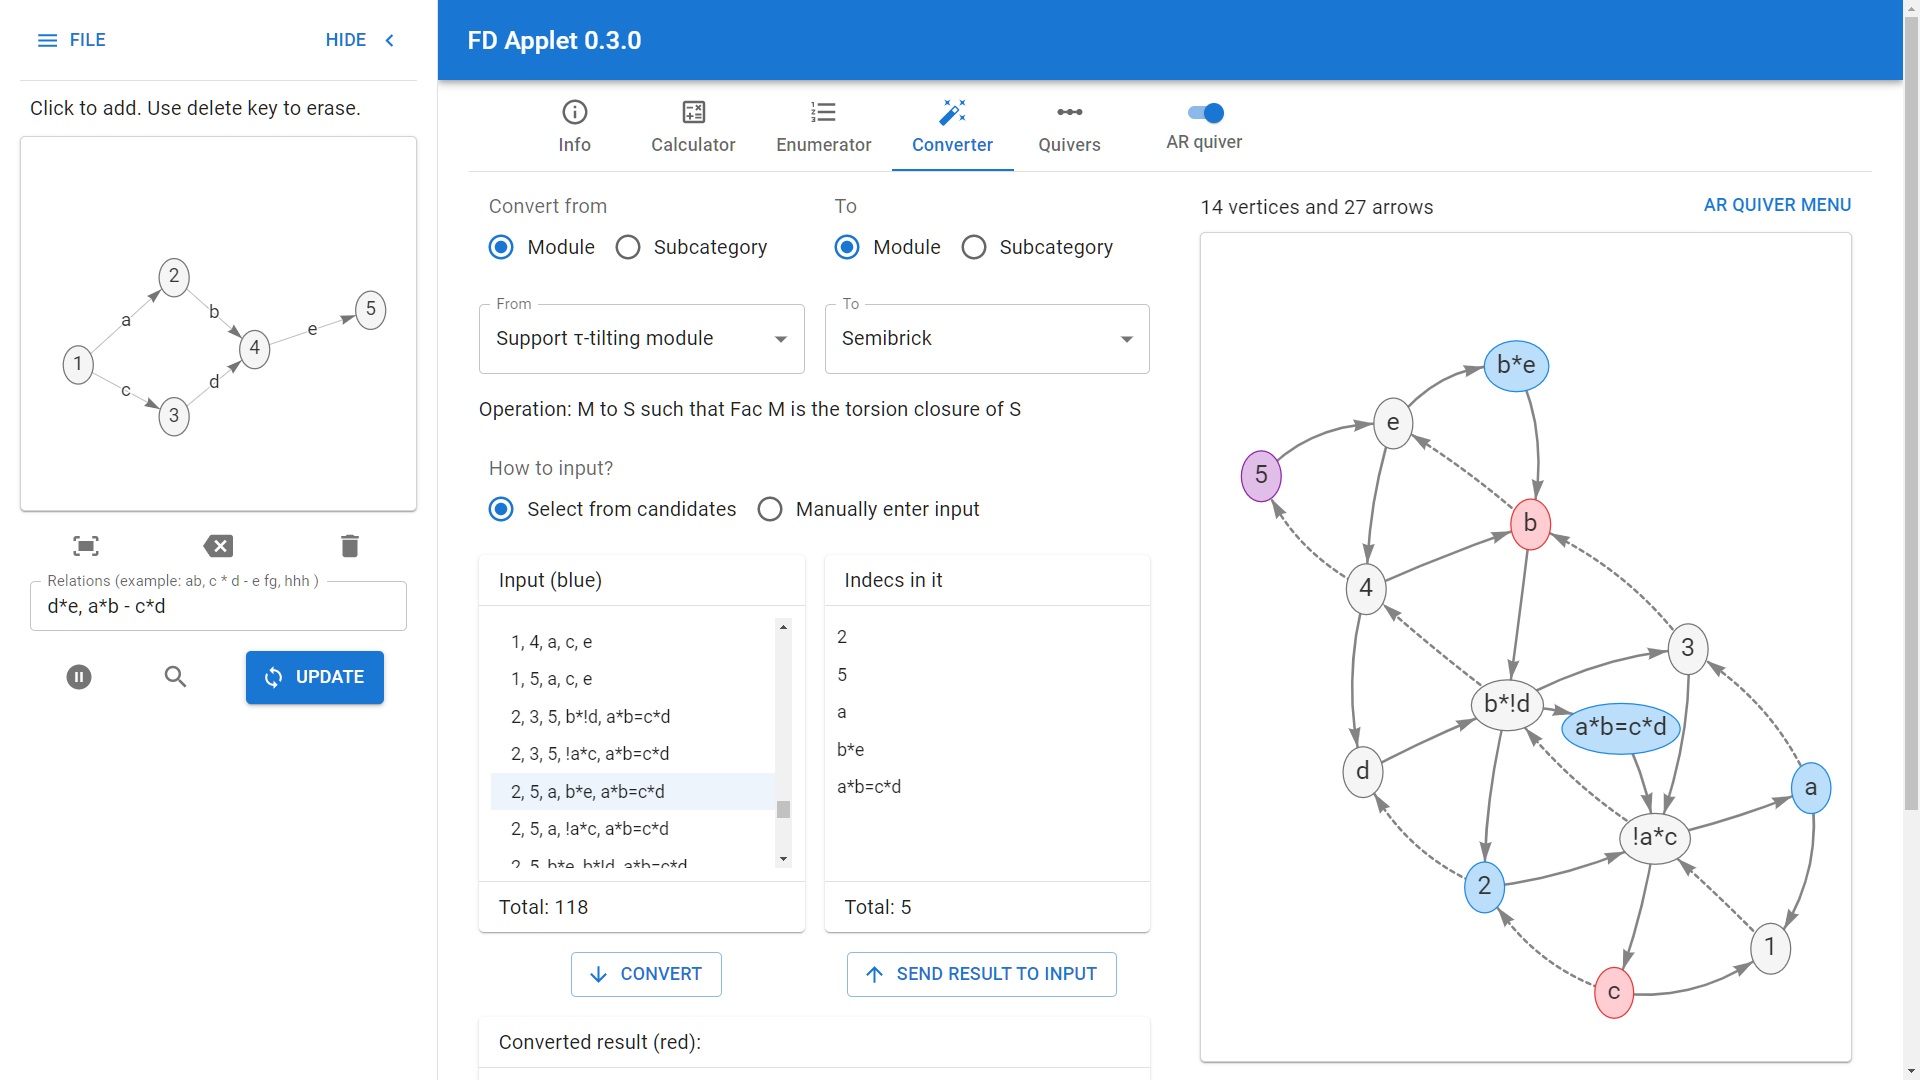 FILE
HIDE
Click to add. Use delete key to erase.
1
2
3
4
5
a
b
c
d
e
Relations (example: ab, c * d - e fg, hhh )
d*e, a*b - c*d
UPDATE
FD Applet 0.3.0
Info
Calculator
Enumerator
Converter
Quivers
AR quiver
Convert from
Module
Subcategory
To
Module
Subcategory
From
Support τ-tilting module
To
Semibrick
Operation: M to S such that Fac M is the torsion closure of S
How to input?
Select from candidates
Manually enter input
Input (blue)
1, 4, a, c, e
1, 5, a, c, e
2, 3, 5, b*!d, a*b=c*d
2, 3, 5, !a*c, a*b=c*d
2, 5, a, b*e, a*b=c*d
2, 5, a, !a*c, a*b=c*d
2, 5, b*e, b*!d, a*b=c*d
Total: 118
Indecs in it
2
5
a
b*e
a*b=c*d
Total: 5
CONVERT
SEND RESULT TO INPUT
Converted result (red):
14 vertices and 27 arrows
AR QUIVER MENU
b*e
e
5
b
4
3
b*!d
a*b=c*d
d
a
!a*c
2
1
c